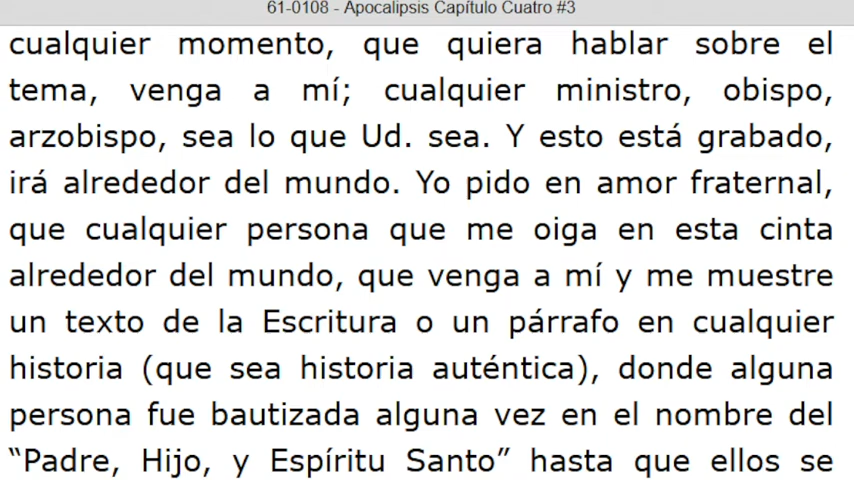 61-0108 - Apocalipsis Capítulo Cuatro #3
cualquier momento, que quiera hablar sobre el
tema, venga a mí; cualquier ministro, obispo,
arzobispo, sea lo que Ud. sea. Y esto está grabado,
irá alrededor del mundo. Yo pido en amor fraternal,
que cualquier persona que me oiga en esta cinta
alrededor del mundo, que venga a mí y me muestre
un texto de la Escritura o un párrafo en cualquier
historia (que sea historia auténtica), donde alguna
persona fue bautizada alguna vez en el nombre del
“Padre, Hijo, y Espíritu Santo” hasta que ellos se